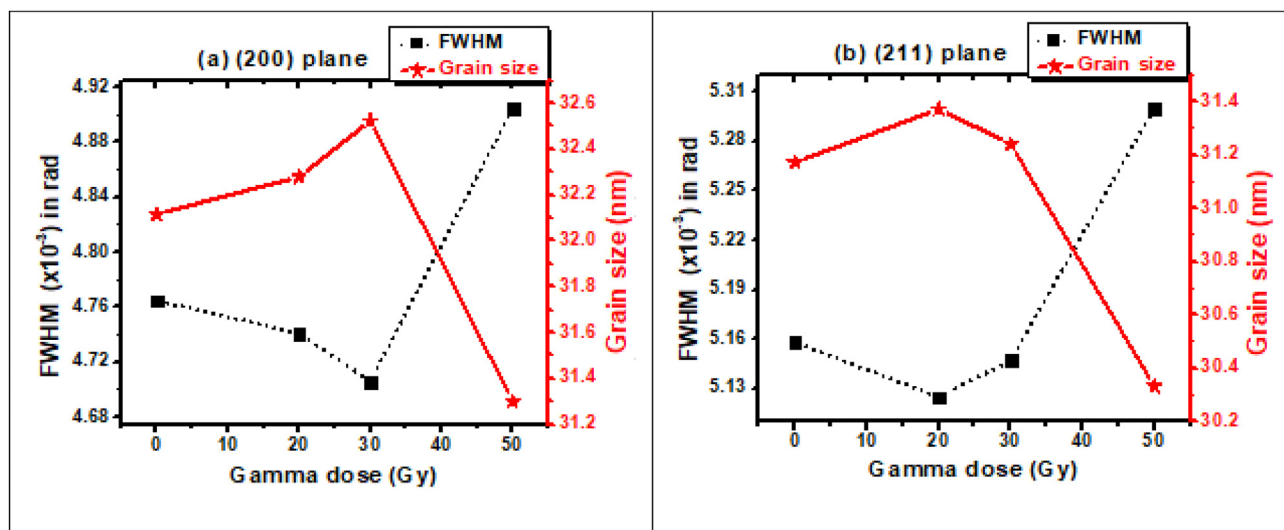 (a) (200) plane
FWHM
Grain size
4.92
4.88
4.84
4.80
4.76
4.72
4.68
FWHM (x10⁻³) in rad
32.6
32.4
32.2
32.0
31.8
31.6
31.4
31.2
Grain size (nm)
0 10 20 30 40 50
Gamma dose (Gy)
(b) (211) plane
FWHM
Grain size
5.31
5.28
5.25
5.22
5.19
5.16
5.13
FWHM (x10⁻³) in rad
31.4
31.2
31.0
30.8
30.6
30.4
30.2
Grain size (nm)
0 10 20 30 40 50
Gamma dose (Gy)